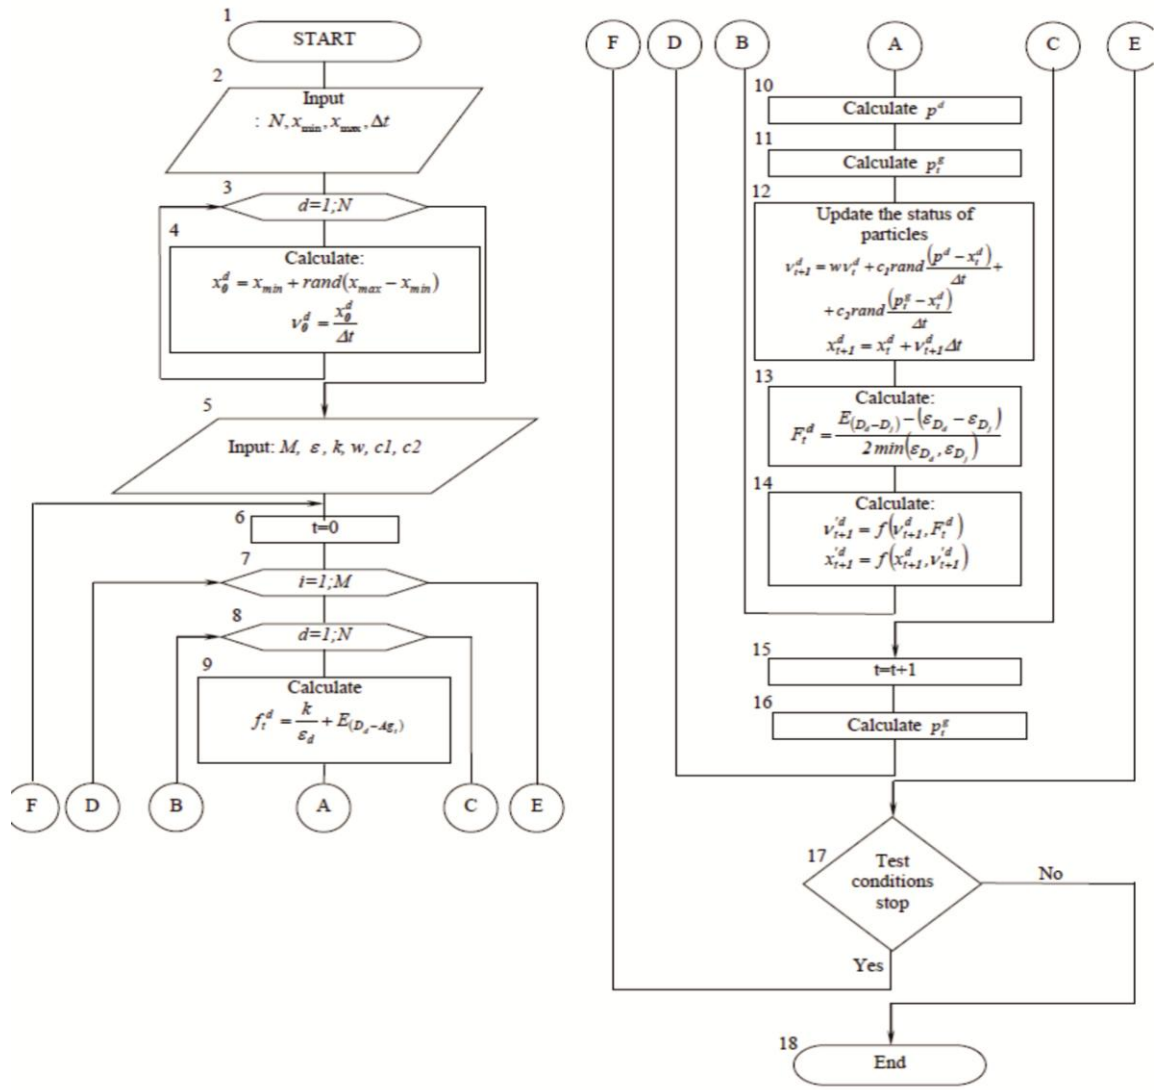 1
START
2
Input
: N, x_min, x_max, Δt
3
d=1;N
4
Calculate:
x_0^d = x_min + rand(x_max − x_min)
v_0^d = x_0^d / Δt
5
Input: M, ε, k, w, c1, c2
6
t=0
7
i=1;M
8
d=1;N
9
Calculate
f_t^d = k / ε_d + E_(D_d−Ag_i)
F D B A C E
F D B A C E
10
Calculate p^d
11
Calculate p_t^g
12
Update the status of
particles
v_{t+1}^d = wv_t^d + c_1rand (p^d − x_t^d) / Δt +
+ c_2rand (p_t^g − x_t^d) / Δt
x_{t+1}^d = x_t^d + v_{t+1}^d Δt
13
Calculate:
F_t^d = E_(D_d−D_j) − (ε_{D_d} − ε_{D_j}) / 2 min(ε_{D_d}, ε_{D_j})
14
Calculate:
v'_{t+1}^d = f(v_{t+1}^d, F_t^d)
x'_{t+1}^d = f(x_{t+1}^d, v'_{t+1}^d)
15
t=t+1
16
Calculate p_t^g
17
Test
conditions
stop
No
Yes
18
End